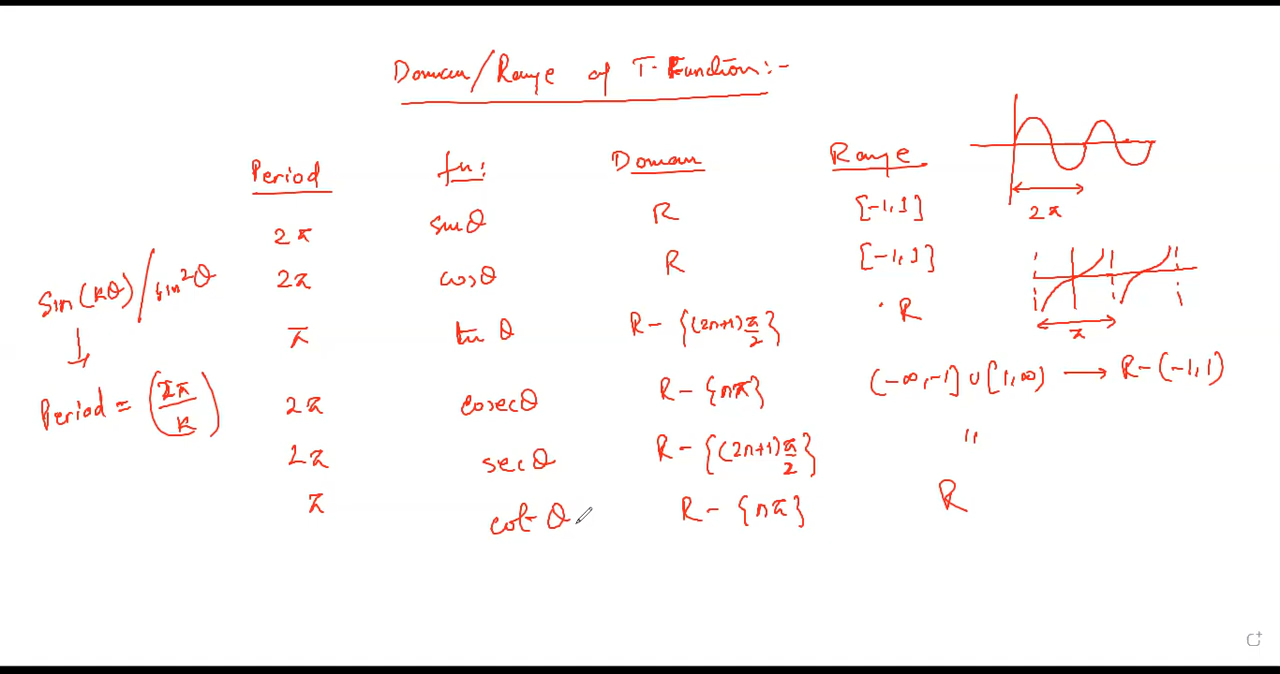 Domain/Range of T-Function:-
Period fn: Domain Range
2π sinθ R [-1,1]
2π
2π cosθ R [-1,1]
Sin(kθ)/sin²θ
π tan θ R - {(2n+1)π/2} R
π
Period = (2π/k)
2π cosecθ R - {nπ} (-∞,-1] ∪ [1,∞) → R-(-1,1)
2π secθ R - {(2n+1)π/2} "
π cot θ R - {nπ} R